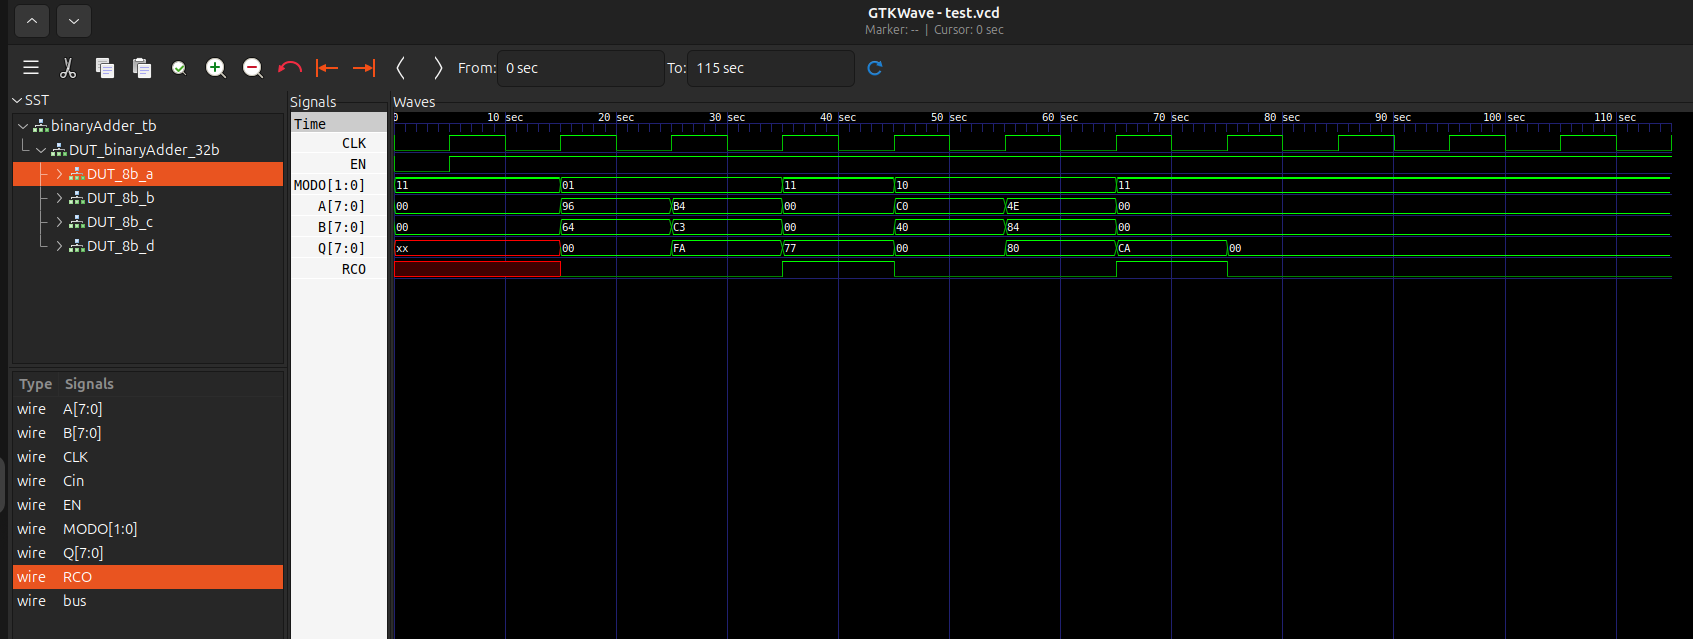 GTKWave - test.vcd
Marker: -- | Cursor: 0 sec
From: 0 sec To: 115 sec
SST
binaryAdder_tb
DUT_binaryAdder_32b
DUT_8b_a
DUT_8b_b
DUT_8b_c
DUT_8b_d
Type Signals
wire A[7:0]
wire B[7:0]
wire CLK
wire Cin
wire EN
wire MODO[1:0]
wire Q[7:0]
wire RCO
wire bus
Signals
Time
CLK
EN
MODO[1:0]
A[7:0]
B[7:0]
Q[7:0]
RCO
Waves
0 10 sec 20 sec 30 sec 40 sec 50 sec 60 sec 70 sec 80 sec 90 sec 100 sec 110 sec
11 01 11 10 11
00 96 B4 00 C0 4E 00
00 64 C3 00 40 84 00
xx 00 FA 77 00 80 CA 00